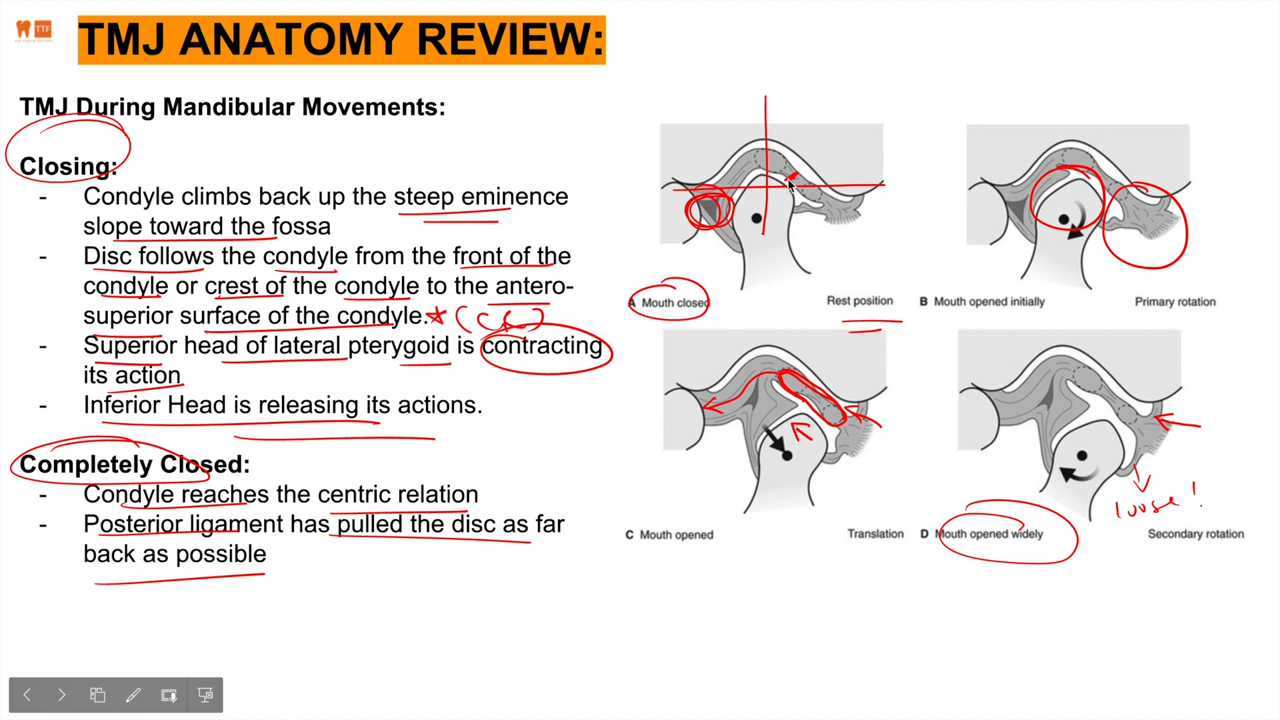 TTF
TMJ ANATOMY REVIEW:
TMJ During Mandibular Movements:
Closing:
- Condyle climbs back up the steep eminence
slope toward the fossa
- Disc follows the condyle from the front of the
condyle or crest of the condyle to the antero-
superior surface of the condyle.
- Superior head of lateral pterygoid is contracting
its action
- Inferior Head is releasing its actions.
Completely Closed:
- Condyle reaches the centric relation
- Posterior ligament has pulled the disc as far
back as possible
A Mouth closed Rest position
B Mouth opened initially Primary rotation
C Mouth opened Translation
D Mouth opened widely Secondary rotation
loose!